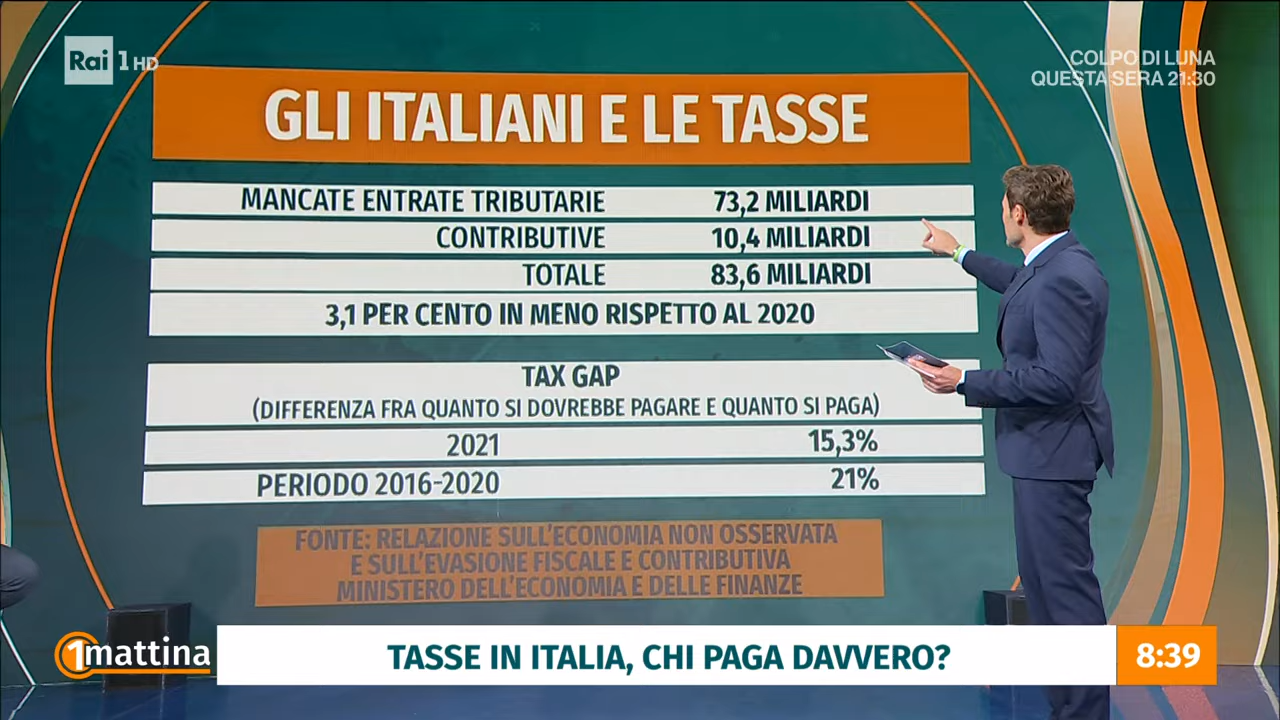 Rai 1 HD
COLPO DI LUNA
QUESTA SERA 21:30
GLI ITALIANI E LE TASSE
MANCATE ENTRATE TRIBUTARIE 73,2 MILIARDI
CONTRIBUTIVE 10,4 MILIARDI
TOTALE 83,6 MILIARDI
3,1 PER CENTO IN MENO RISPETTO AL 2020
TAX GAP
(DIFFERENZA FRA QUANTO SI DOVREBBE PAGARE E QUANTO SI PAGA)
2021 15,3%
PERIODO 2016-2020 21%
FONTE: RELAZIONE SULL'ECONOMIA NON OSSERVATA
E SULL'EVASIONE FISCALE E CONTRIBUTIVA
MINISTERO DELL'ECONOMIA E DELLE FINANZE
1mattina
TASSE IN ITALIA, CHI PAGA DAVVERO?
8:39